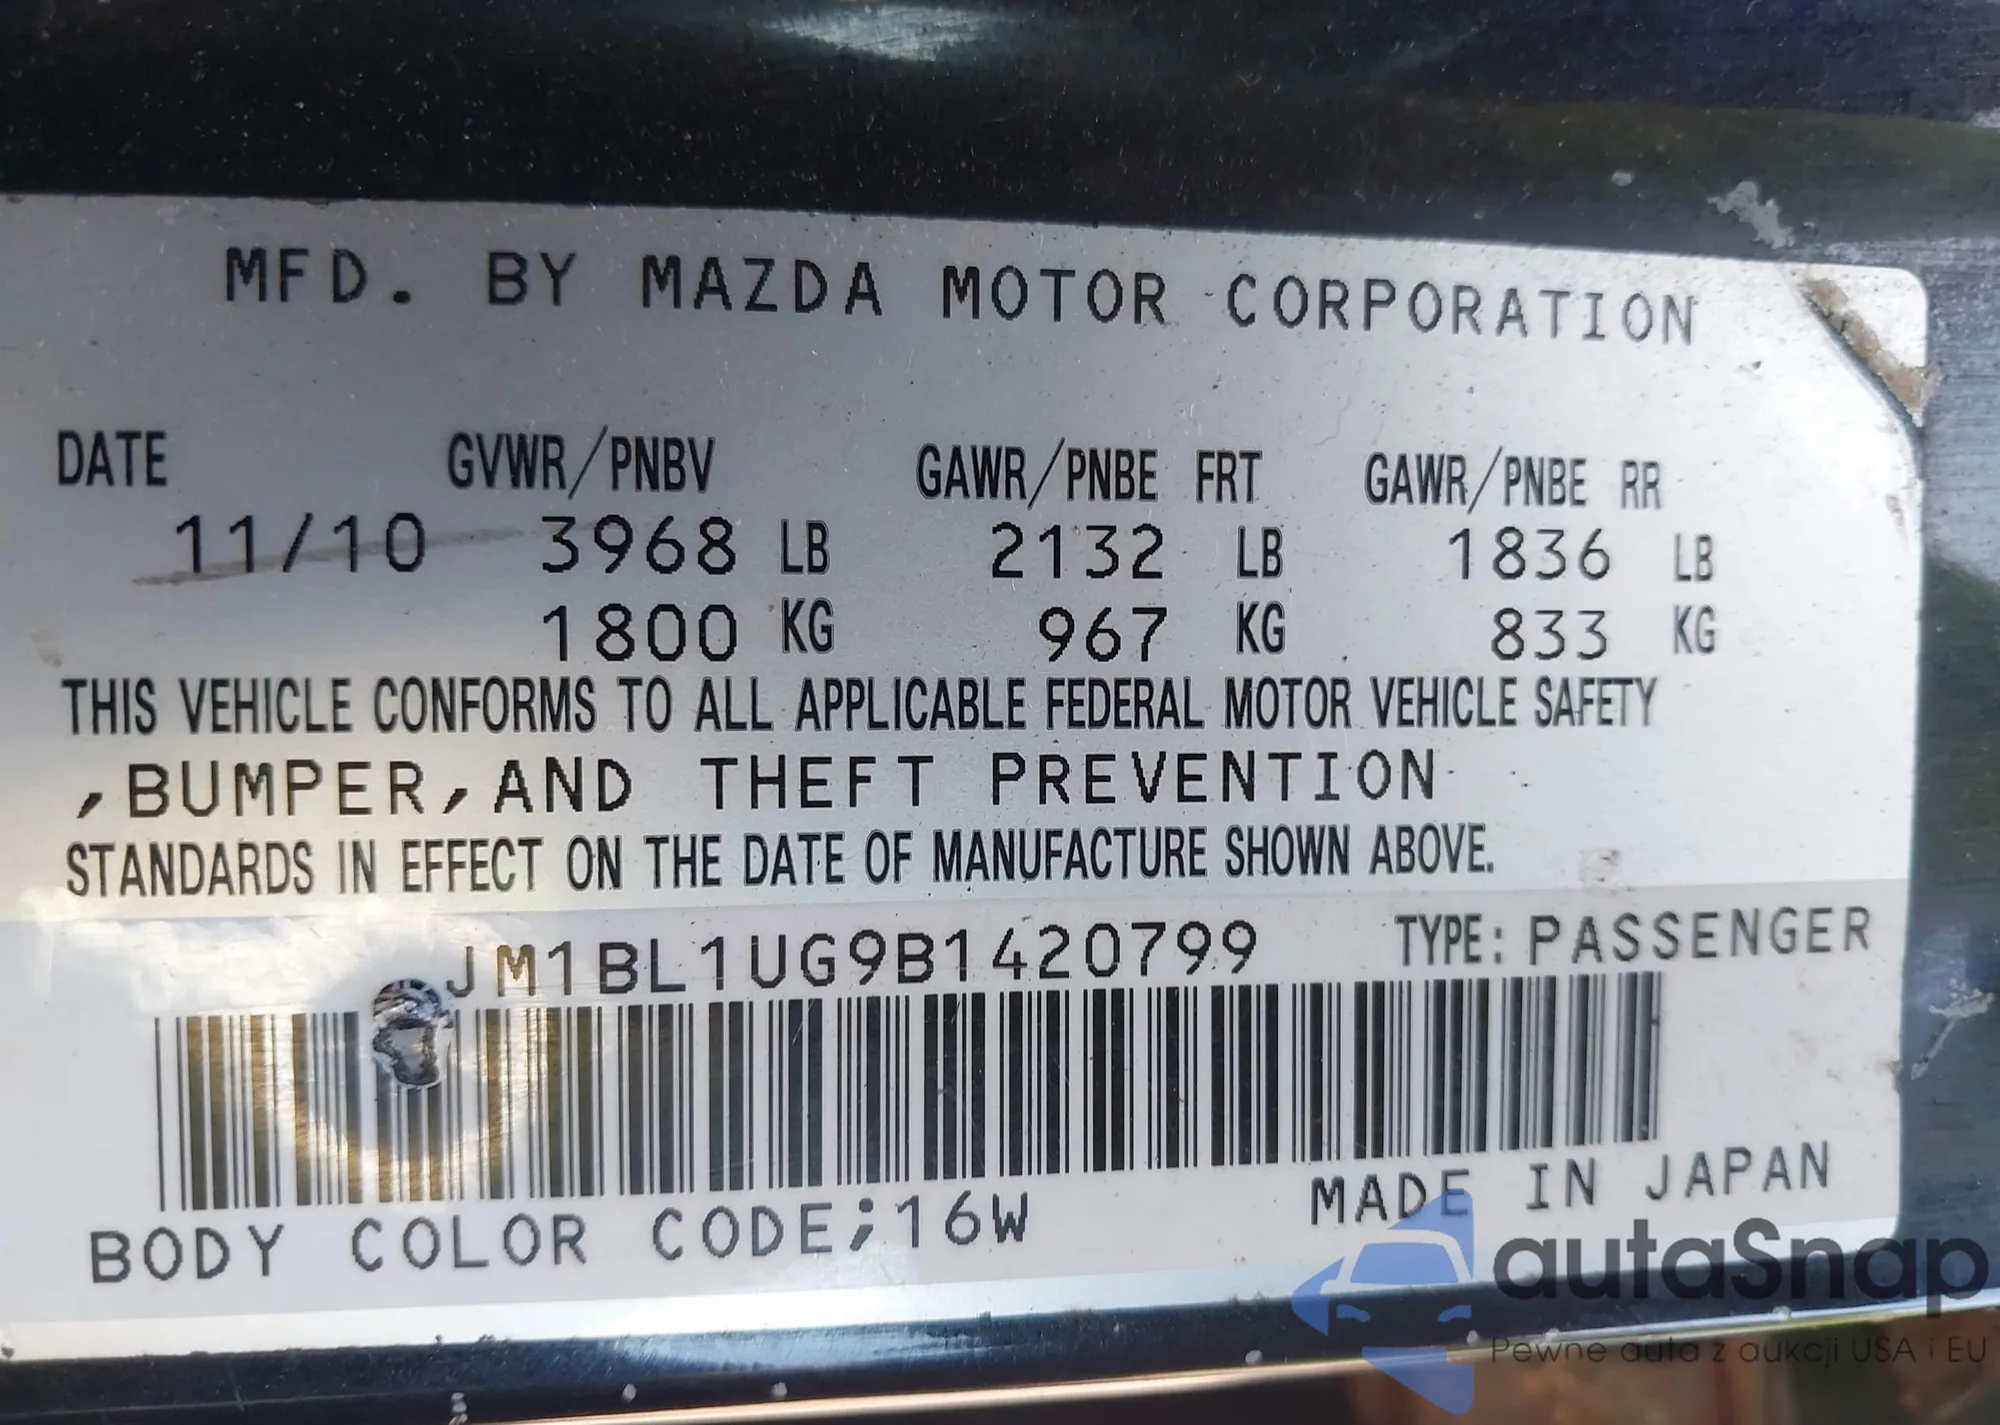 MFD. BY MAZDA MOTOR CORPORATION
DATE GVWR/PNBV GAWR/PNBE FRT GAWR/PNBE RR
11/10 3968 LB 2132 LB 1836 LB
1800 KG 967 KG 833 KG
THIS VEHICLE CONFORMS TO ALL APPLICABLE FEDERAL MOTOR VEHICLE SAFETY
,BUMPER,AND THEFT PREVENTION
STANDARDS IN EFFECT ON THE DATE OF MANUFACTURE SHOWN ABOVE.
JM1BL1UG9B1420799 TYPE: PASSENGER
BODY COLOR CODE;16W MADE IN JAPAN
autaSnap
Pewne auta z aukcji USA i EU